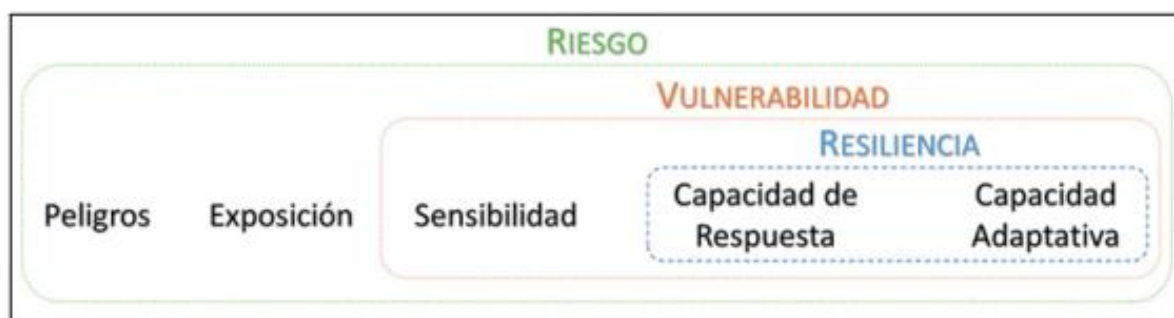 RIESGO
VULNERABILIDAD
RESILIENCIA
Peligros Exposición Sensibilidad Capacidad de Respuesta Capacidad Adaptativa